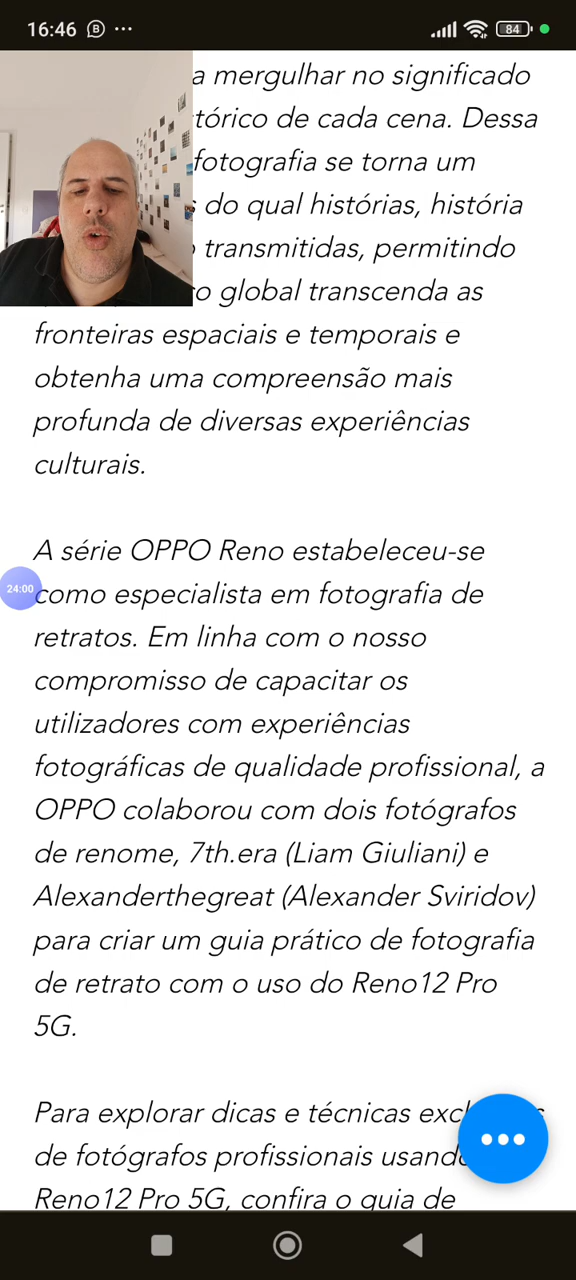 16:46
84
a mergulhar no significado
tórico de cada cena. Dessa
fotografia se torna um
s do qual histórias, história
o transmitidas, permitindo
co global transcenda as
fronteiras espaciais e temporais e
obtenha uma compreensão mais
profunda de diversas experiências
culturais.
A série OPPO Reno estabeleceu-se
24:00
como especialista em fotografia de
retratos. Em linha com o nosso
compromisso de capacitar os
utilizadores com experiências
fotográficas de qualidade profissional, a
OPPO colaborou com dois fotógrafos
de renome, 7th.era (Liam Giuliani) e
Alexanderthegreat (Alexander Sviridov)
para criar um guia prático de fotografia
de retrato com o uso do Reno12 Pro
5G.
Para explorar dicas e técnicas
de fotógrafos profissionais
Reno12 Pro 5G, confira o guia de